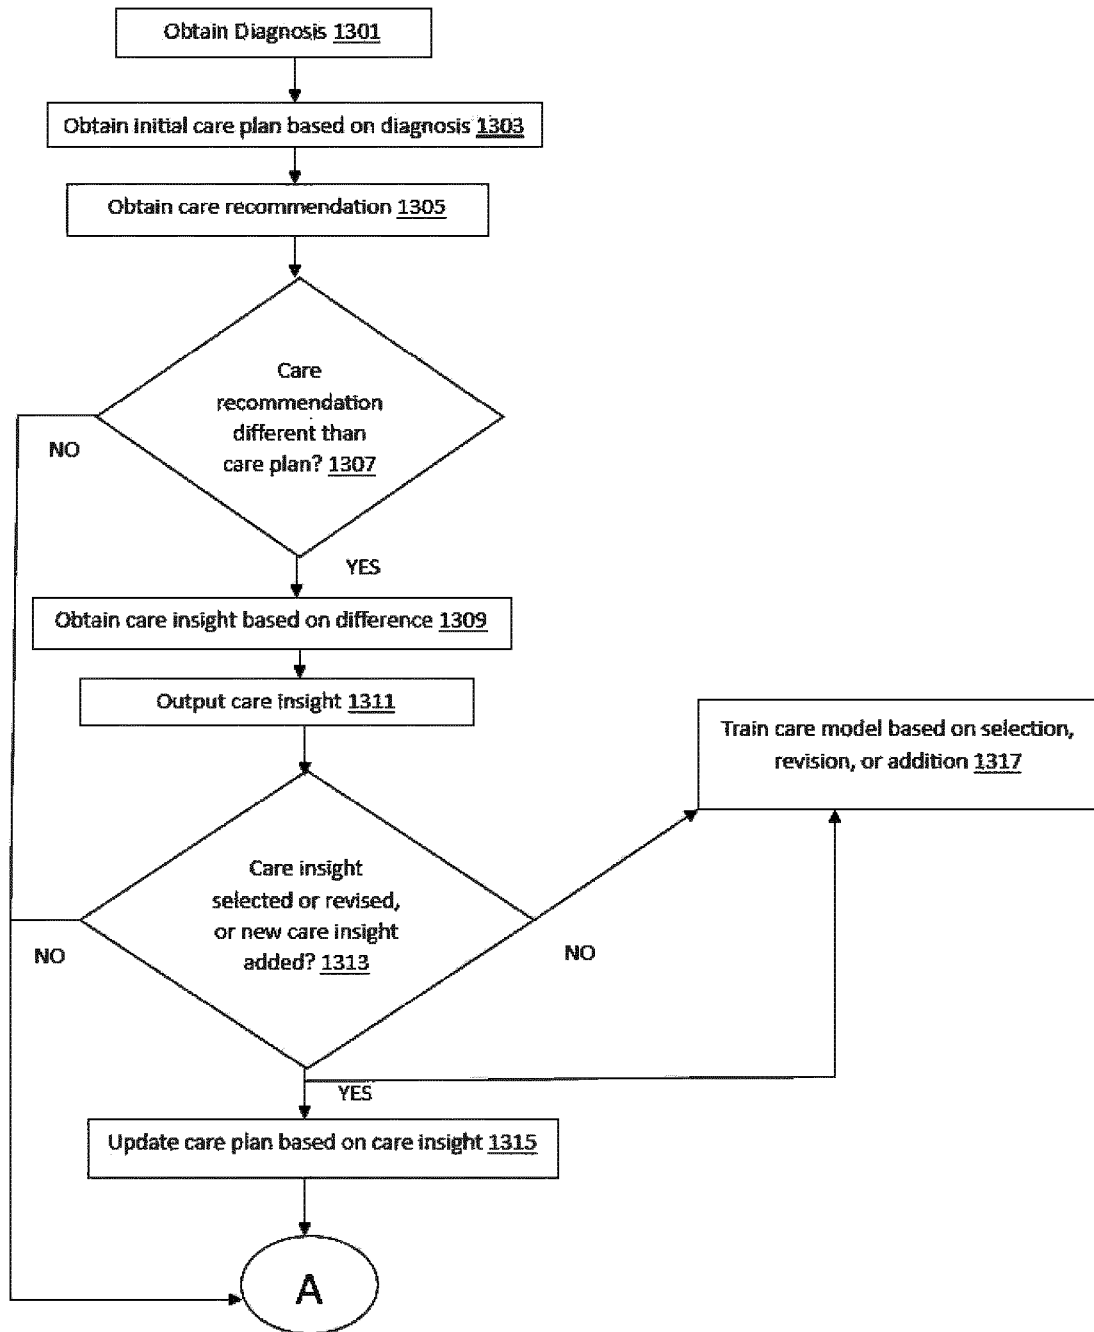 Obtain Diagnosis 1301
Obtain initial care plan based on diagnosis 1303
Obtain care recommendation 1305
Care
recommendation
different than
care plan? 1307
NO
YES
Obtain care insight based on difference 1309
Output care insight 1311
Train care model based on selection,
revision, or addition 1317
Care insight
selected or revised,
or new care insight
added? 1313
NO
NO
YES
Update care plan based on care insight 1315
A